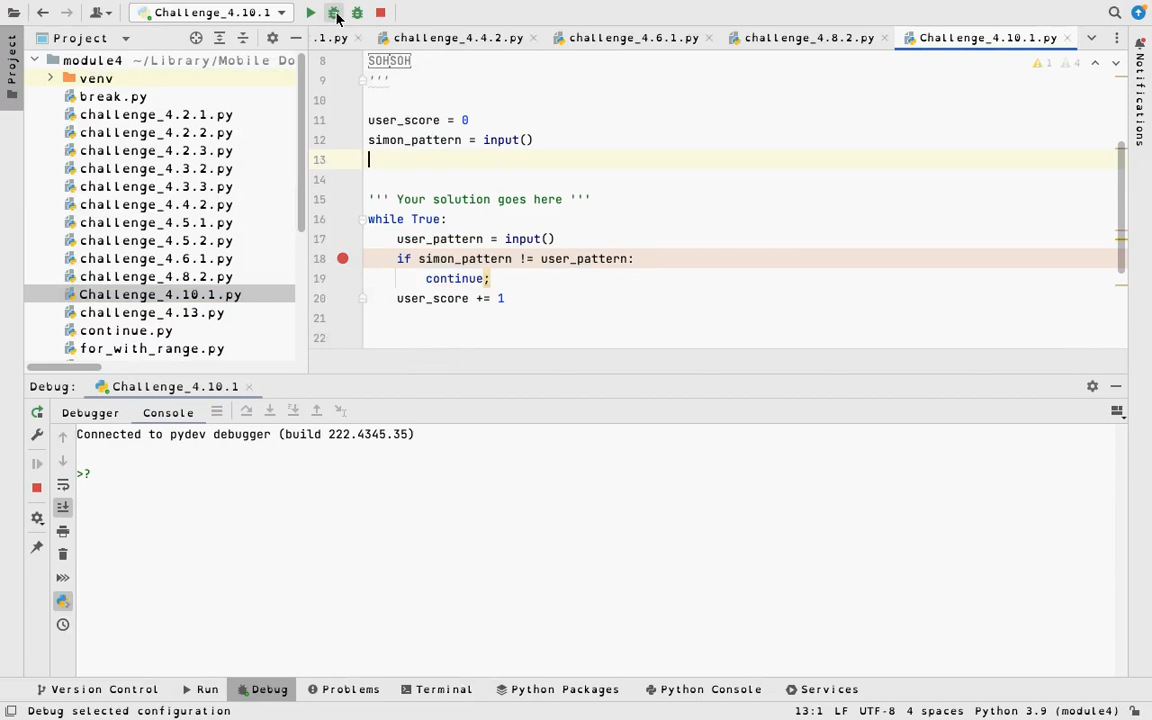 Challenge_4.10.1
Project
Project
.1.py
challenge_4.4.2.py
challenge_4.6.1.py
challenge_4.8.2.py
Challenge_4.10.1.py
Notifications
module4 ~/Library/Mobile Do
venv
break.py
challenge_4.2.1.py
challenge_4.2.2.py
challenge_4.2.3.py
challenge_4.3.2.py
challenge_4.3.3.py
challenge_4.4.2.py
challenge_4.5.1.py
challenge_4.5.2.py
challenge_4.6.1.py
challenge_4.8.2.py
Challenge_4.10.1.py
challenge_4.13.py
continue.py
for_with_range.py
1 4
8 SOHSOH
9 '''
10
11 user_score = 0
12 simon_pattern = input()
13
14
15 ''' Your solution goes here '''
16 while True:
17 user_pattern = input()
18 if simon_pattern != user_pattern:
19 continue;
20 user_score += 1
21
22
Debug: Challenge_4.10.1
Debugger Console
Connected to pydev debugger (build 222.4345.35)
>?
Version Control Run Debug Problems Terminal Python Packages Python Console Services
Debug selected configuration 13:1 LF UTF-8 4 spaces Python 3.9 (module4)